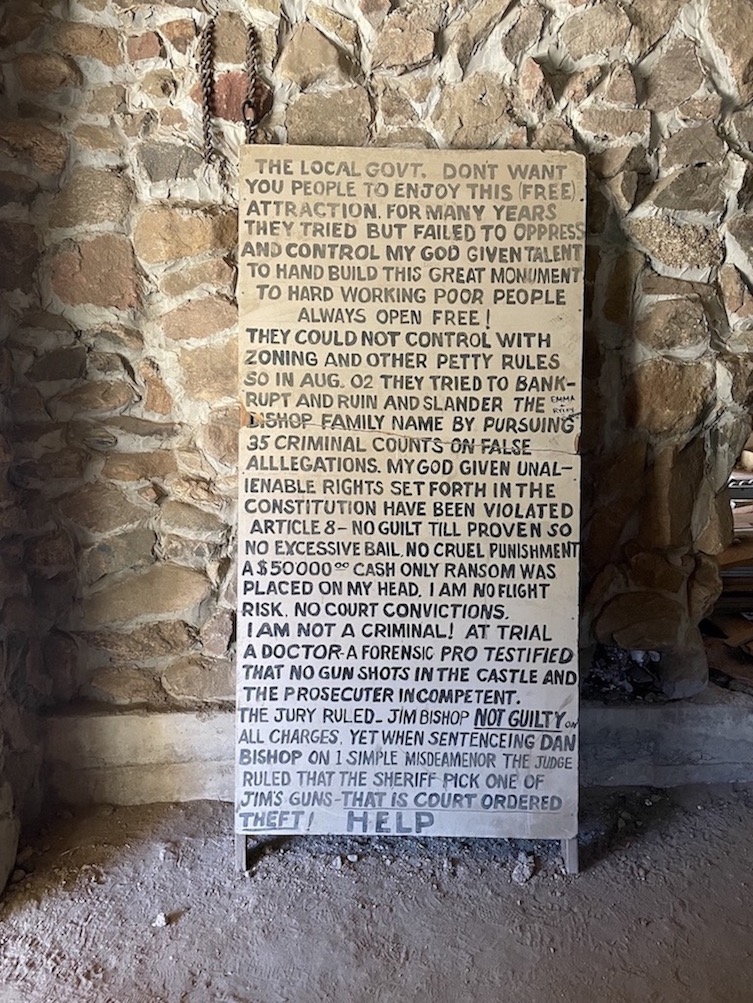 THE LOCAL GOVT. DON'T WANT
YOU PEOPLE TO ENJOY THIS (FREE)
ATTRACTION. FOR MANY YEARS
THEY TRIED BUT FAILED TO OPPRESS
AND CONTROL MY GOD GIVEN TALENT
TO HAND BUILD THIS GREAT MONUMENT
TO HARD WORKING POOR PEOPLE
ALWAYS OPEN FREE!
THEY COULD NOT CONTROL WITH
ZONING AND OTHER PETTY RULES
SO IN AUG. 02 THEY TRIED TO BANK-
RUPT AND RUIN AND SLANDER THE
EMMA
BISHOP FAMILY NAME BY PURSUING
35 CRIMINAL COUNTS ON FALSE
ALLLEGATIONS. MY GOD GIVEN UNAL-
IENABLE RIGHTS SET FORTH IN THE
CONSTITUTION HAVE BEEN VIOLATED
ARTICLE 8- NO GUILT TILL PROVEN SO
NO EXCESSIVE BAIL. NO CRUEL PUNISHMENT
A $50'000 00 CASH ONLY RANSOM WAS
PLACED ON MY HEAD. I AM NO FLIGHT
RISK. NO COURT CONVICTIONS.
I AM NOT A CRIMINAL! AT TRIAL
A DOCTOR-A FORENSIC PRO TESTIFIED
THAT NO GUN SHOTS IN THE CASTLE AND
THE PROSECUTER INCOMPETENT.
THE JURY RULED- JIM BISHOP NOT GUILTY ON
ALL CHARGES. YET WHEN SENTENCEING DAN
BISHOP ON 1 SIMPLE MISDEAMENOR THE JUDGE
RULED THAT THE SHERIFF PICK ONE OF
JIM'S GUNS-THAT IS COURT ORDERED
THEFT! HELP